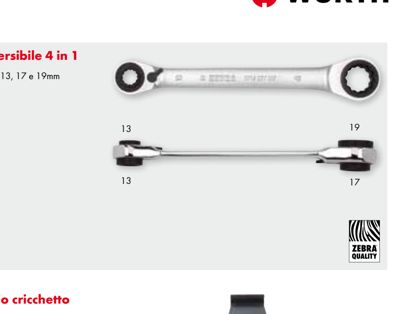 WÜRTH
ersibile 4 in 1
13, 17 e 19mm
13
19
13
17
ZEBRA
QUALITY
o cricchetto